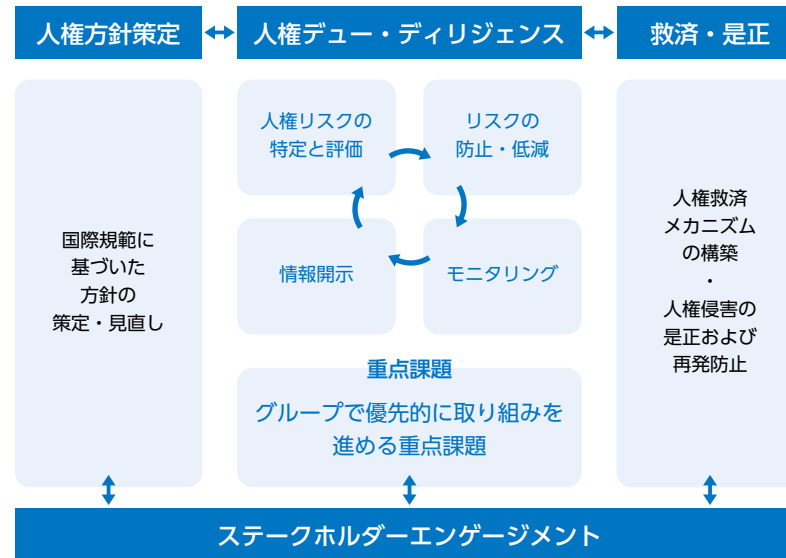 人権方針策定
人権デュー・ディリジェンス
救済・是正
国際規範に
基づいた
方針の
策定・見直し
人権リスクの
特定と評価
リスクの
防止・低減
情報開示
モニタリング
重点課題
グループで優先的に取り組みを
進める重点課題
人権救済
メカニズム
の構築
・
人権侵害の
是正および
再発防止
ステークホルダーエンゲージメント